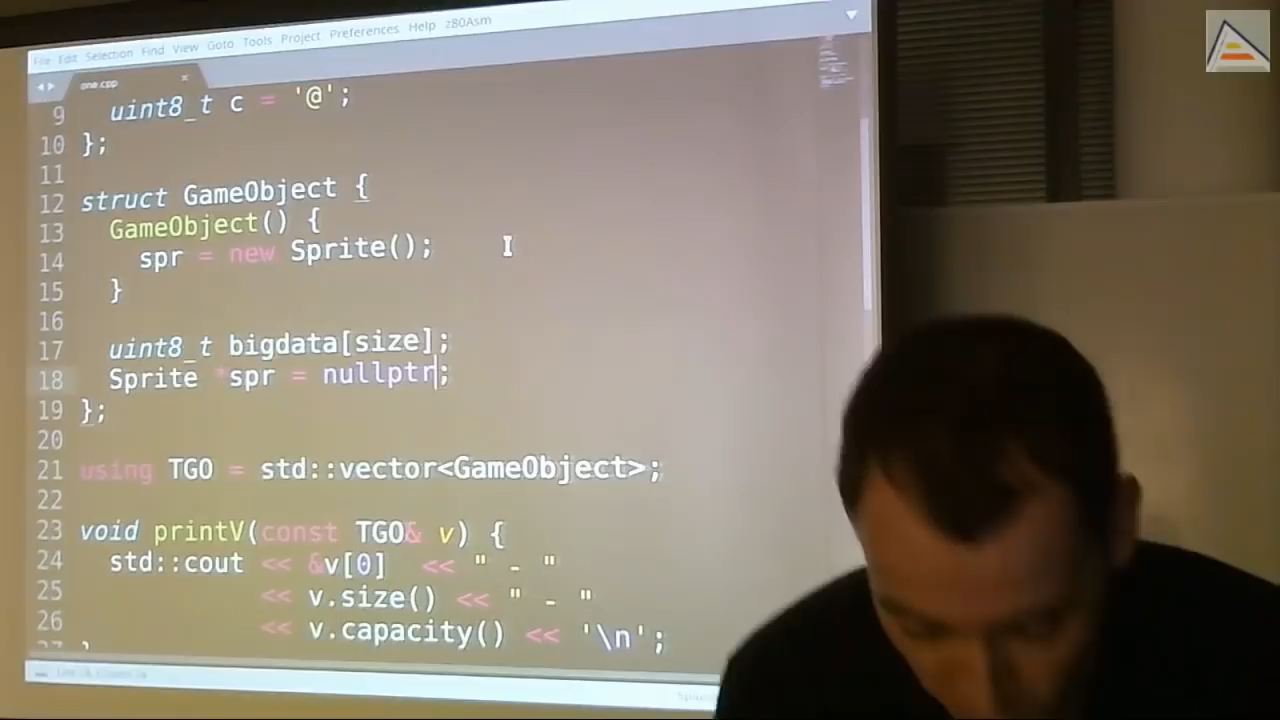 File Edit Selection Find View Goto Tools Project Preferences Help z80Asm
one.cpp
9 uint8_t c = '@';
10 };
11
12 struct GameObject {
13 GameObject() {
14 spr = new Sprite();
15 }
16
17 uint8_t bigdata[size];
18 Sprite *spr = nullptr;
19 };
20
21 using TGO = std::vector<GameObject>;
22
23 void printV(const TGO& v) {
24 std::cout << &v[0] << " - "
25 << v.size() << " - "
26 << v.capacity() << '\n';